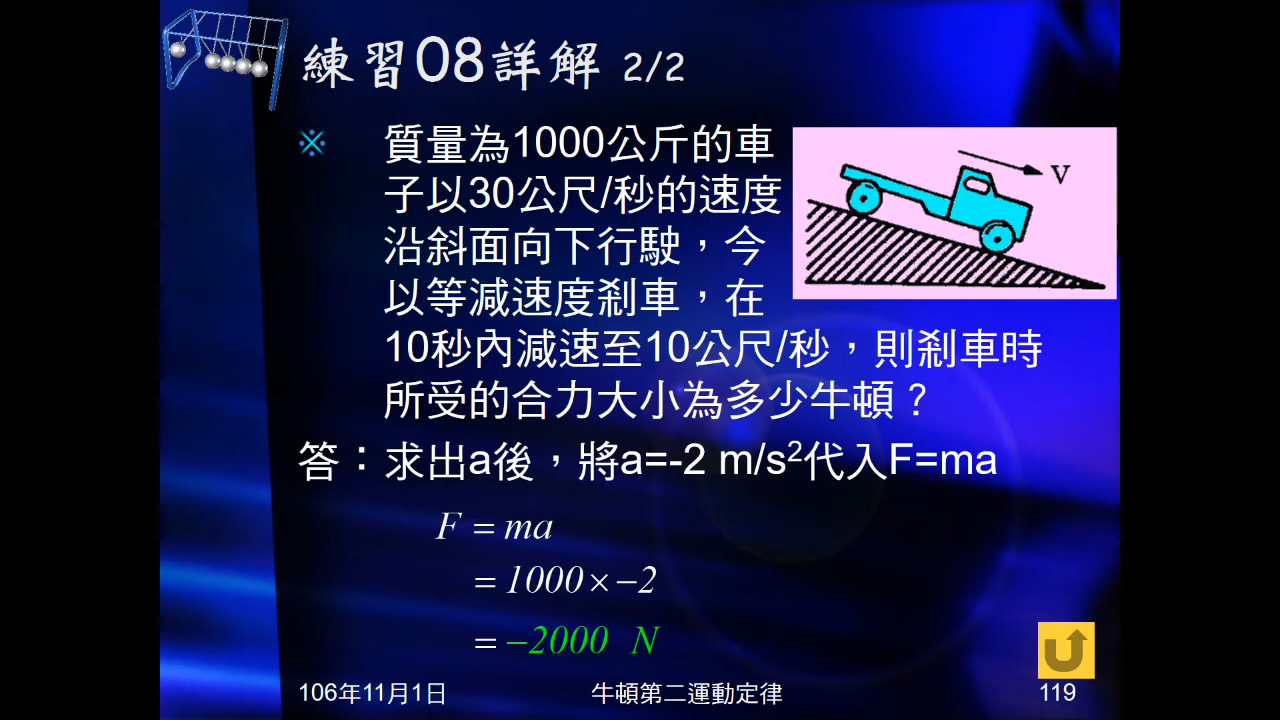 練習08詳解 2/2
※ 質量為1000公斤的車
子以30公尺/秒的速度
沿斜面向下行駛，今
以等減速度剎車，在
10秒內減速至10公尺/秒，則剎車時
所受的合力大小為多少牛頓？
v
答：求出a後，將a=-2 m/s²代入F=ma
F = ma
= 1000×−2
= −2000 N
106年11月1日
牛頓第二運動定律
119